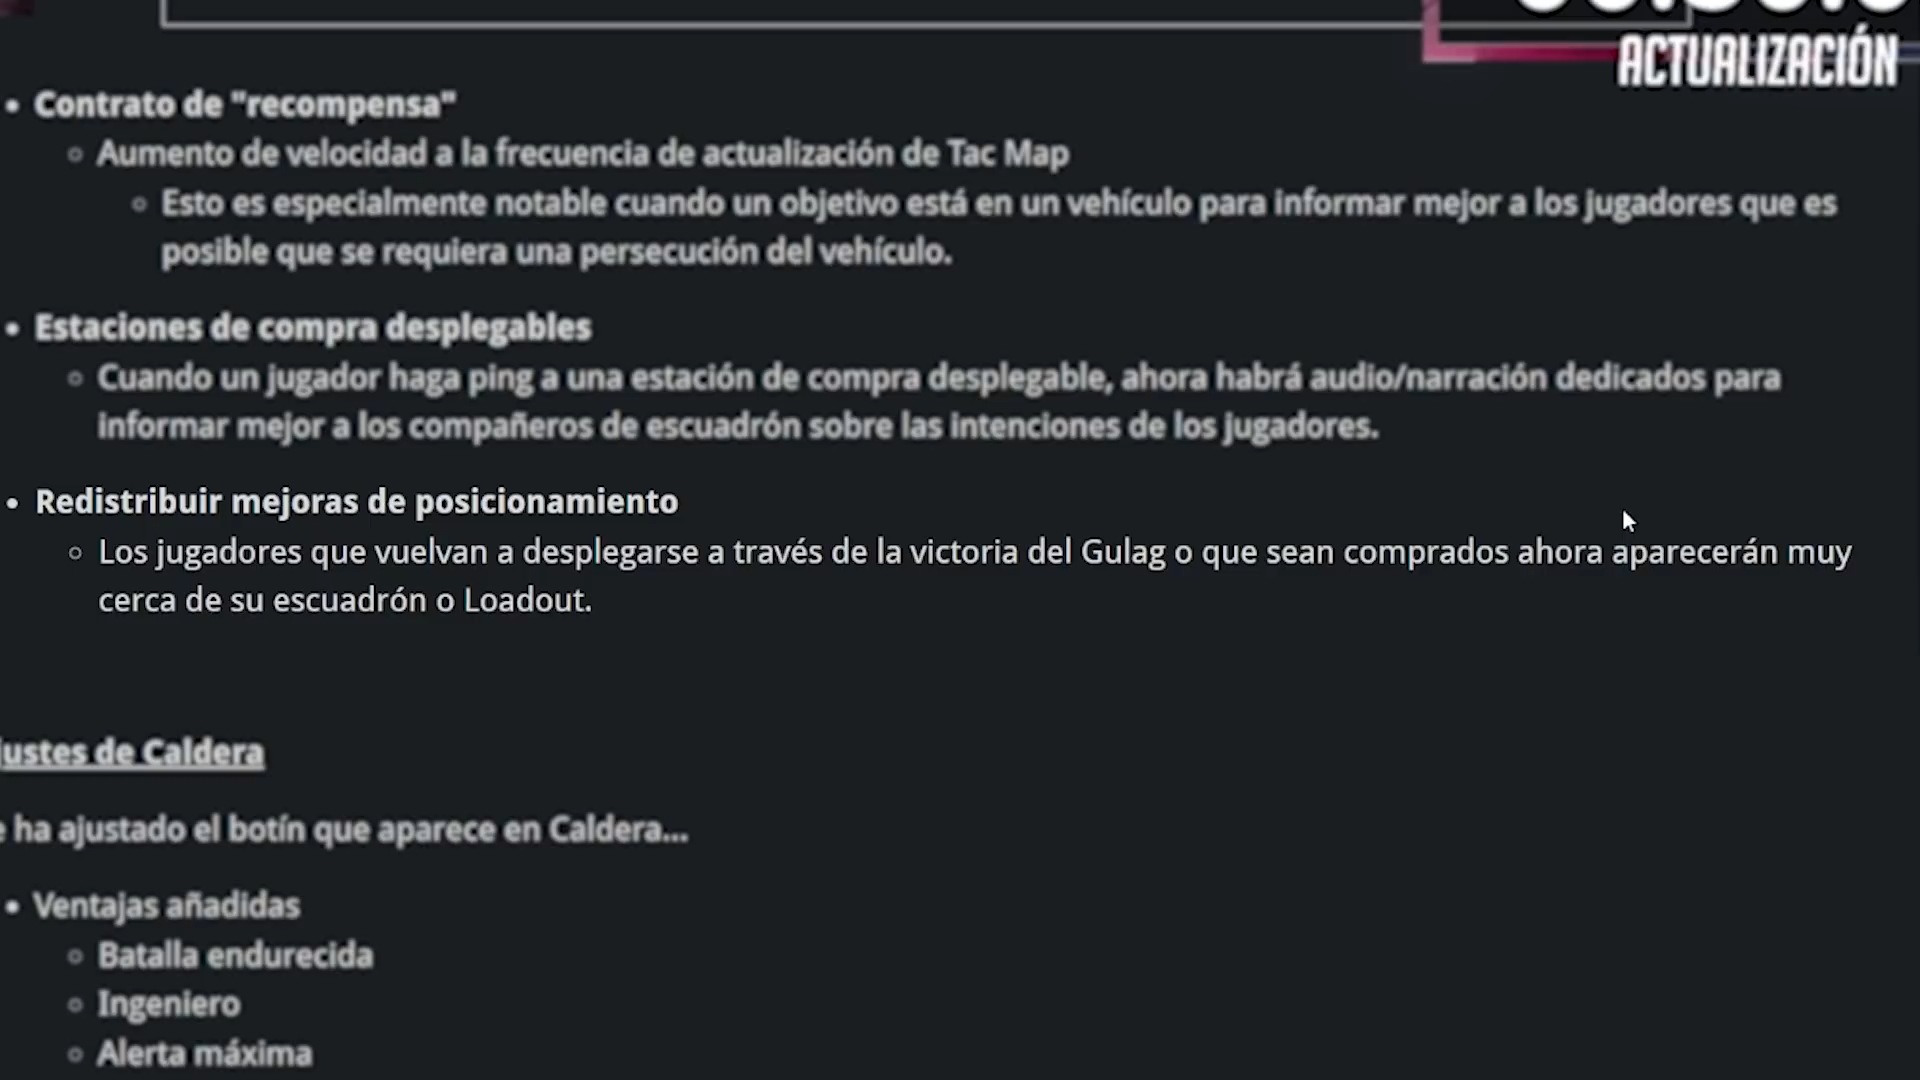 ACTUALIZACIÓN
• Contrato de "recompensa"
◦ Aumento de velocidad a la frecuencia de actualización de Tac Map
◦ Esto es especialmente notable cuando un objetivo está en un vehículo para informar mejor a los jugadores que es
posible que se requiera una persecución del vehículo.
• Estaciones de compra desplegables
◦ Cuando un jugador haga ping a una estación de compra desplegable, ahora habrá audio/narración dedicados para
informar mejor a los compañeros de escuadrón sobre las intenciones de los jugadores.
• Redistribuir mejoras de posicionamiento
◦ Los jugadores que vuelvan a desplegarse a través de la victoria del Gulag o que sean comprados ahora aparecerán muy
cerca de su escuadrón o Loadout.
justes de Caldera
e ha ajustado el botín que aparece en Caldera...
• Ventajas añadidas
◦ Batalla endurecida
◦ Ingeniero
◦ Alerta máxima